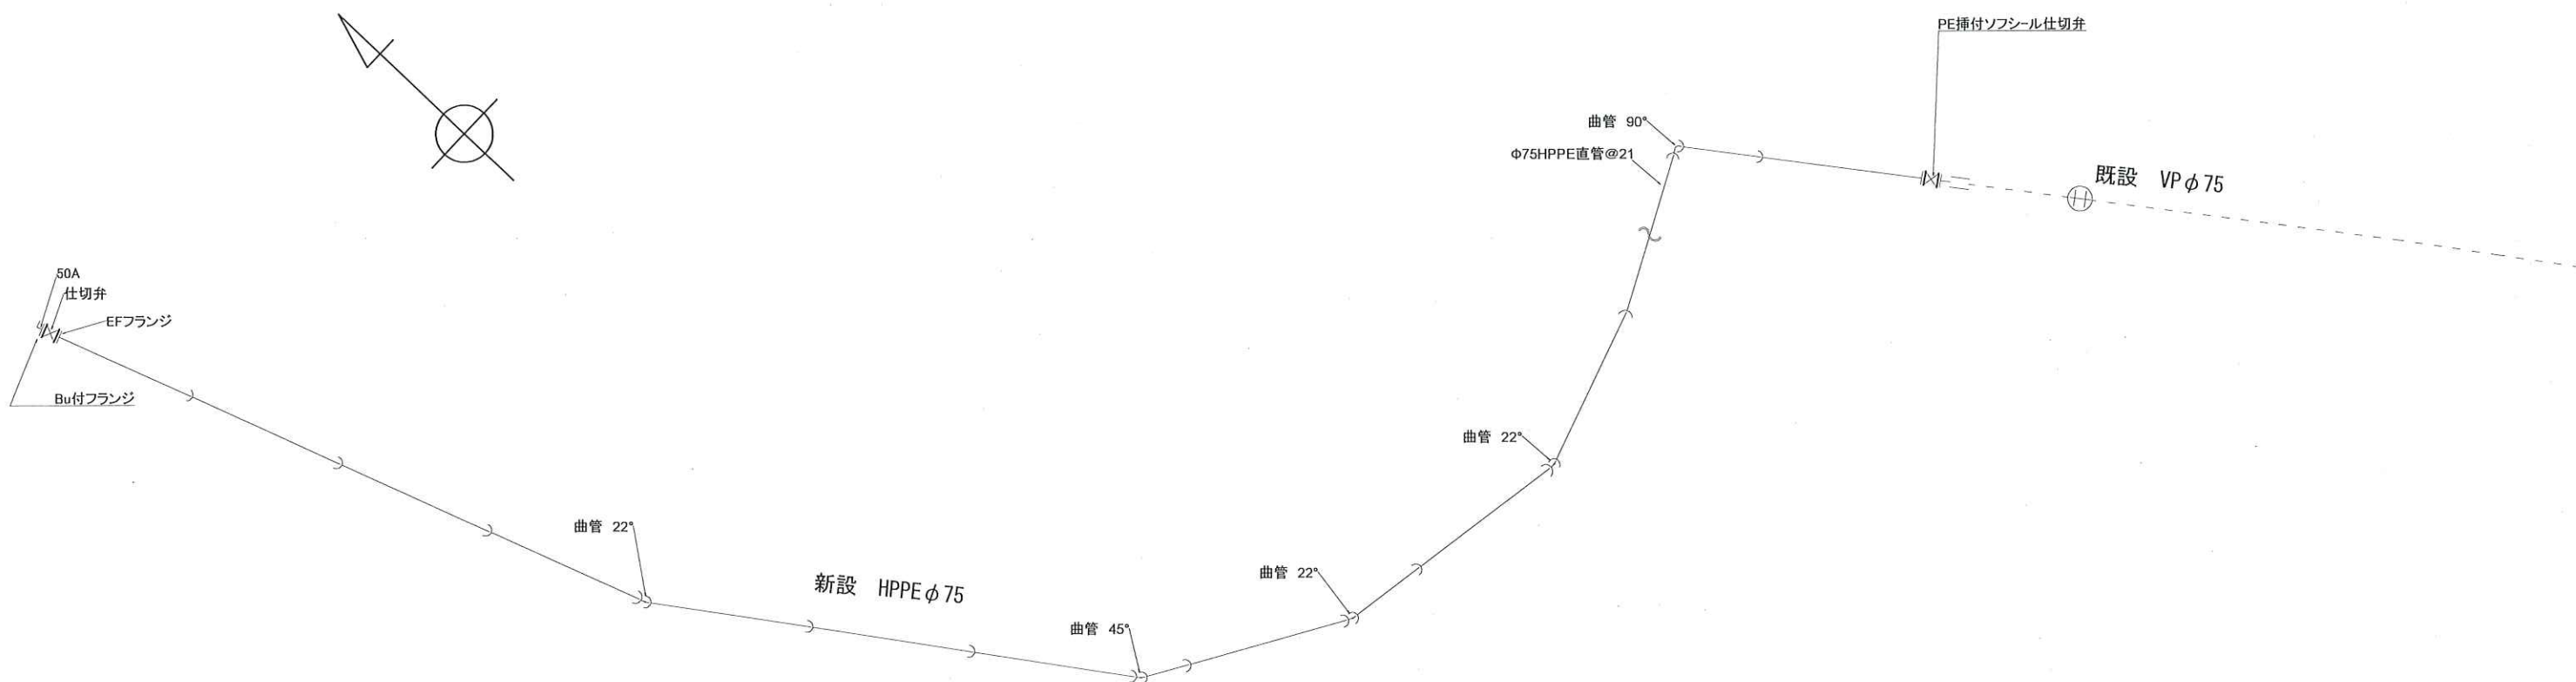 PE挿付ソフシール仕切弁
曲管 90°
Φ75HPPE直管@21
既設 VPφ75
50A
仕切弁
EFフランジ
Bu付フランジ
曲管 22°
曲管 22°
新設 HPPEφ75
曲管 22°
曲管 45°